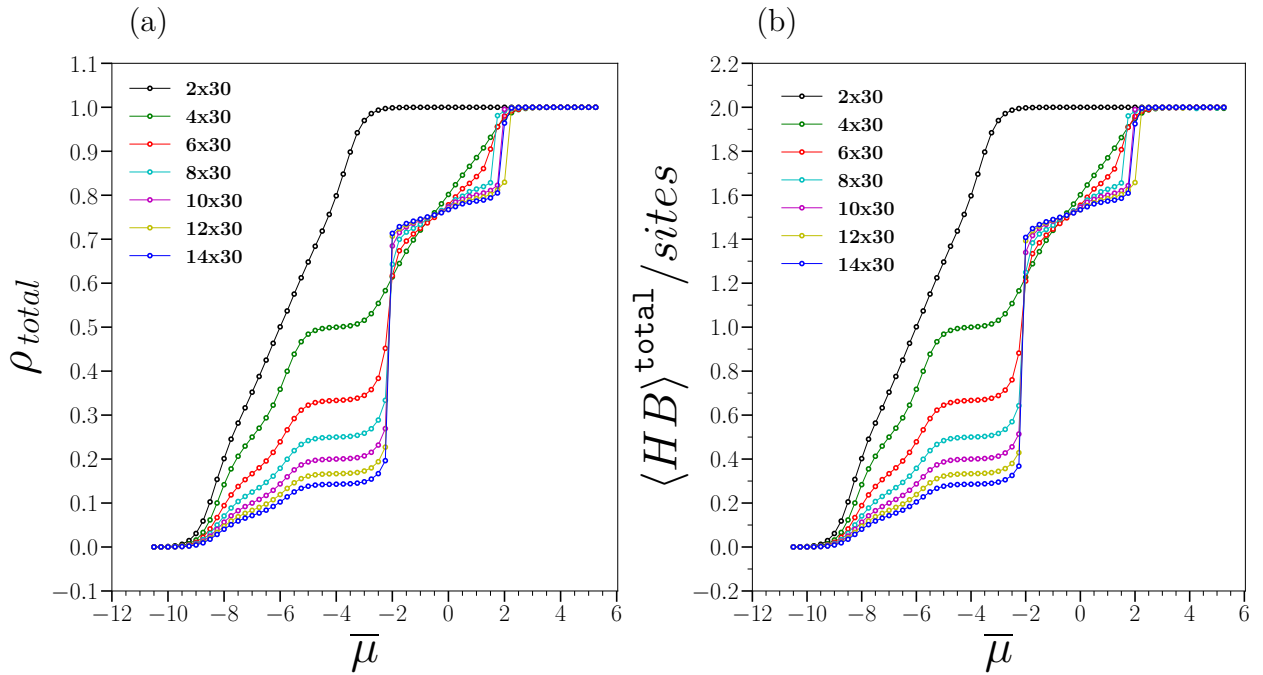 (a)
1.1
1.0
0.9
0.8
0.7
0.6
0.5
0.4
0.3
0.2
0.1
0.0
−0.1
ρ total
2x30
4x30
6x30
8x30
10x30
12x30
14x30
−12 −10 −8 −6 −4 −2 0 2 4 6
μ̅
(b)
2.2
2.0
1.8
1.6
1.4
1.2
1.0
0.8
0.6
0.4
0.2
0.0
−0.2
⟨HB⟩^total/sites
2x30
4x30
6x30
8x30
10x30
12x30
14x30
−12 −10 −8 −6 −4 −2 0 2 4 6
μ̅